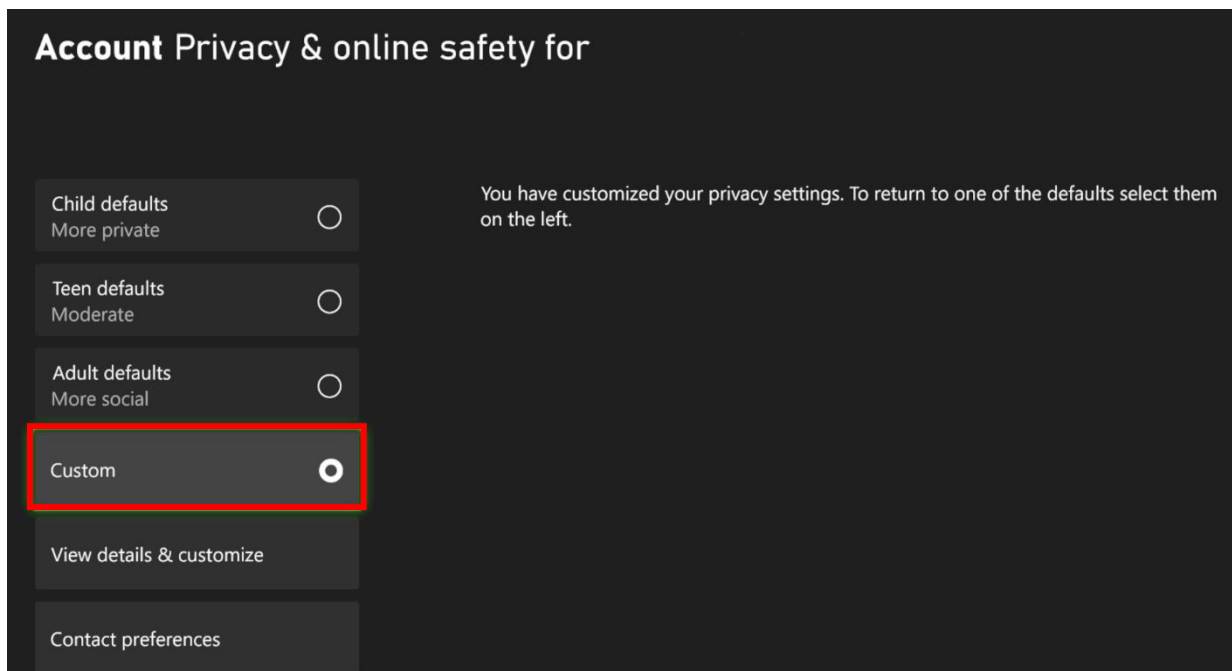 Account Privacy & online safety for
Child defaults
More private
Teen defaults
Moderate
Adult defaults
More social
Custom
View details & customize
Contact preferences
You have customized your privacy settings. To return to one of the defaults select them
on the left.